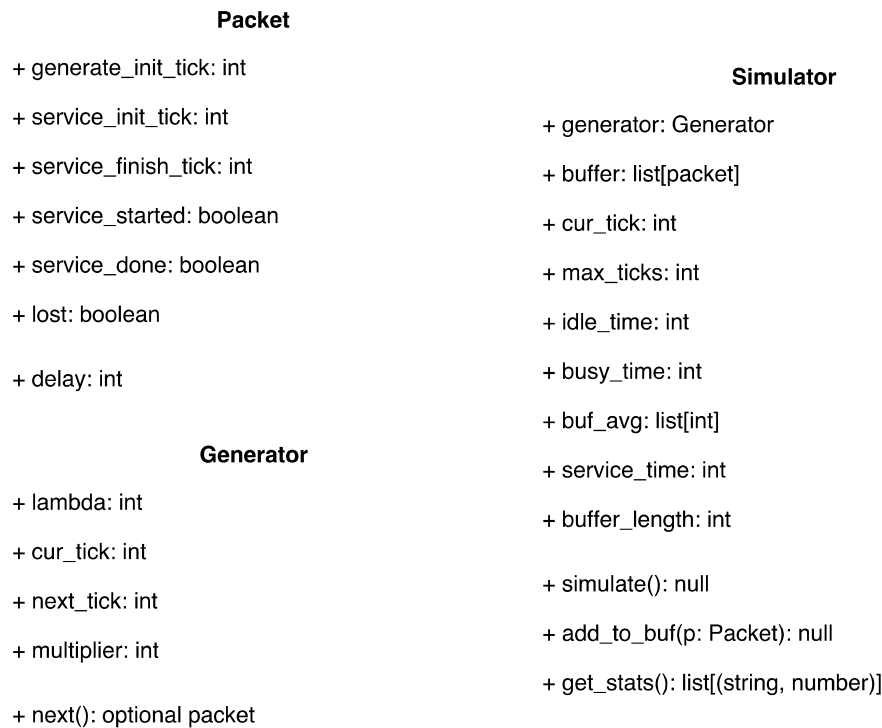 Packet
+ generate_init_tick: int
+ service_init_tick: int
+ service_finish_tick: int
+ service_started: boolean
+ service_done: boolean
+ lost: boolean
+ delay: int
Generator
+ lambda: int
+ cur_tick: int
+ next_tick: int
+ multiplier: int
+ next(): optional packet
Simulator
+ generator: Generator
+ buffer: list[packet]
+ cur_tick: int
+ max_ticks: int
+ idle_time: int
+ busy_time: int
+ buf_avg: list[int]
+ service_time: int
+ buffer_length: int
+ simulate(): null
+ add_to_buf(p: Packet): null
+ get_stats(): list[(string, number)]